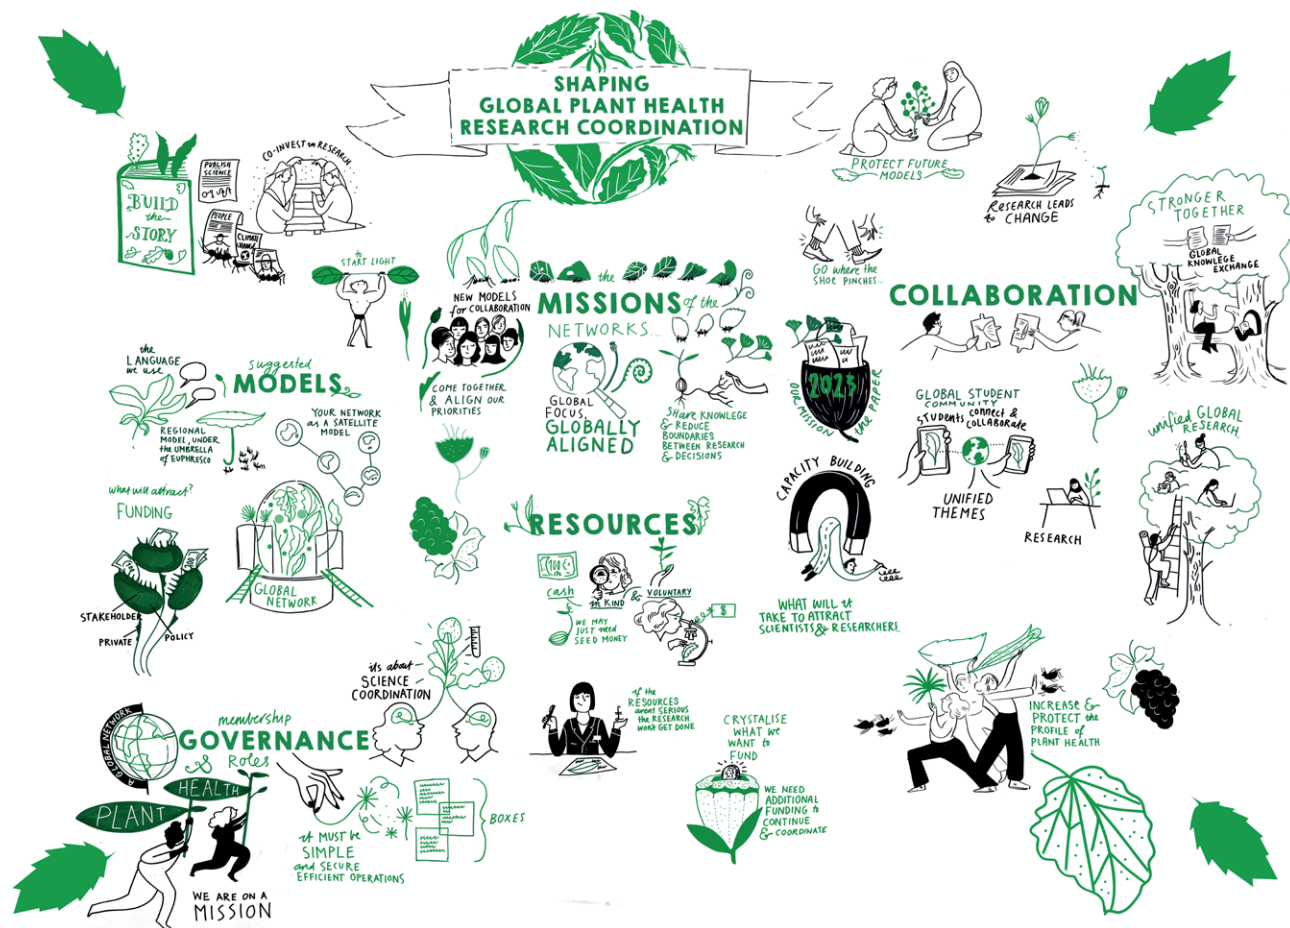 SHAPING
GLOBAL PLANT HEALTH
RESEARCH COORDINATION
BUILD
the
STORY
PUBLISH
SCIENCE
PEOPLE
CLIMATE
CHANGE
CO-INVEST in RESEARCH
to
START LIGHT
PROTECT FUTURE
MODELS
RESEARCH LEADS
to CHANGE
STRONGER
TOGETHER
GLOBAL
KNOWLEGE
EXCHANGE
GO WHERE the
SHOE PINCHES...
NEW MODELS
for COLLABORATION
COME TOGETHER
& ALIGN OUR
PRIORITIES
the
MISSIONS of the
NETWORKS...
GLOBAL
FOCUS,
GLOBALLY
ALIGNED
SHARE KNOWLEGE
& REDUCE
BOUNDARIES
BETWEEN RESEARCH
& DECISIONS
2023
OUR MISSION
the PAPER
COLLABORATION
GLOBAL STUDENT
COMMUNITY
STUDENTS connect &
collaborate
UNIFIED
THEMES
RESEARCH
unified GLOBAL
RESEARCH
the
LANGUAGE
we use
suggested
MODELS
REGIONAL
MODEL, UNDER
the UMBRELLA
of EUPHRESCO
YOUR NETWORK
as A SATELLITE
MODEL
what will attract?
FUNDING
STAKEHOLDER
PRIVATE
POLICY
GLOBAL
NETWORK
RESOURCES
100
cash
in KIND
& VOLUNTARY
WE MAY
JUST need
SEED MONEY
$
CAPACITY BUILDING
WHAT WILL it
TAKE TO ATTRACT
SCIENTISTS & RESEARCHERS
its about
SCIENCE
COORDINATION
A GLOBAL NETWORK
membership
GOVERNANCE
Roles
PLANT
HEALTH
WE ARE ON A
MISSION
it MUST be
SIMPLE
and SECURE
EFFICIENT OPERATIONS
BOXES
if the
RESOURCES
arent SERIOUS
the RESEARCH
WON'T GET DONE
CRYSTALISE
WHAT WE
WANT to
FUND
WE NEED
ADDITIONAL
FUNDING to
CONTINUE
& COORDINATE
INCREASE &
PROTECT the
PROFILE of
PLANT HEALTH